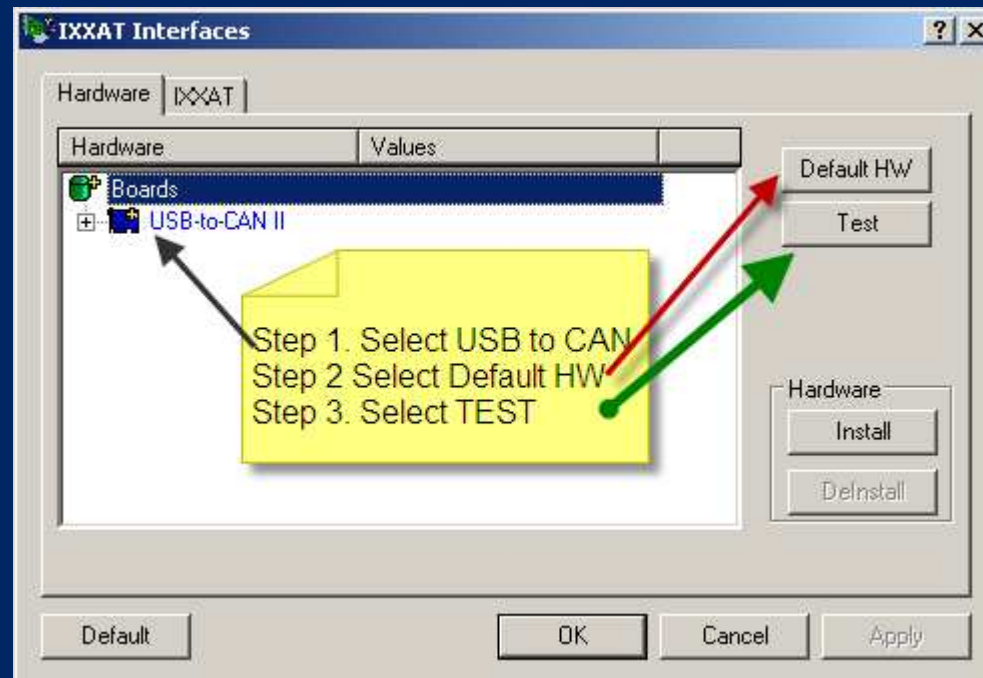 IXXAT Interfaces
Hardware IXXAT
Hardware Values
Boards
USB-to-CAN II
Default HW
Test
Step 1. Select USB to CAN
Step 2 Select Default HW
Step 3. Select TEST
Hardware
Install
DeInstall
Default OK Cancel Apply